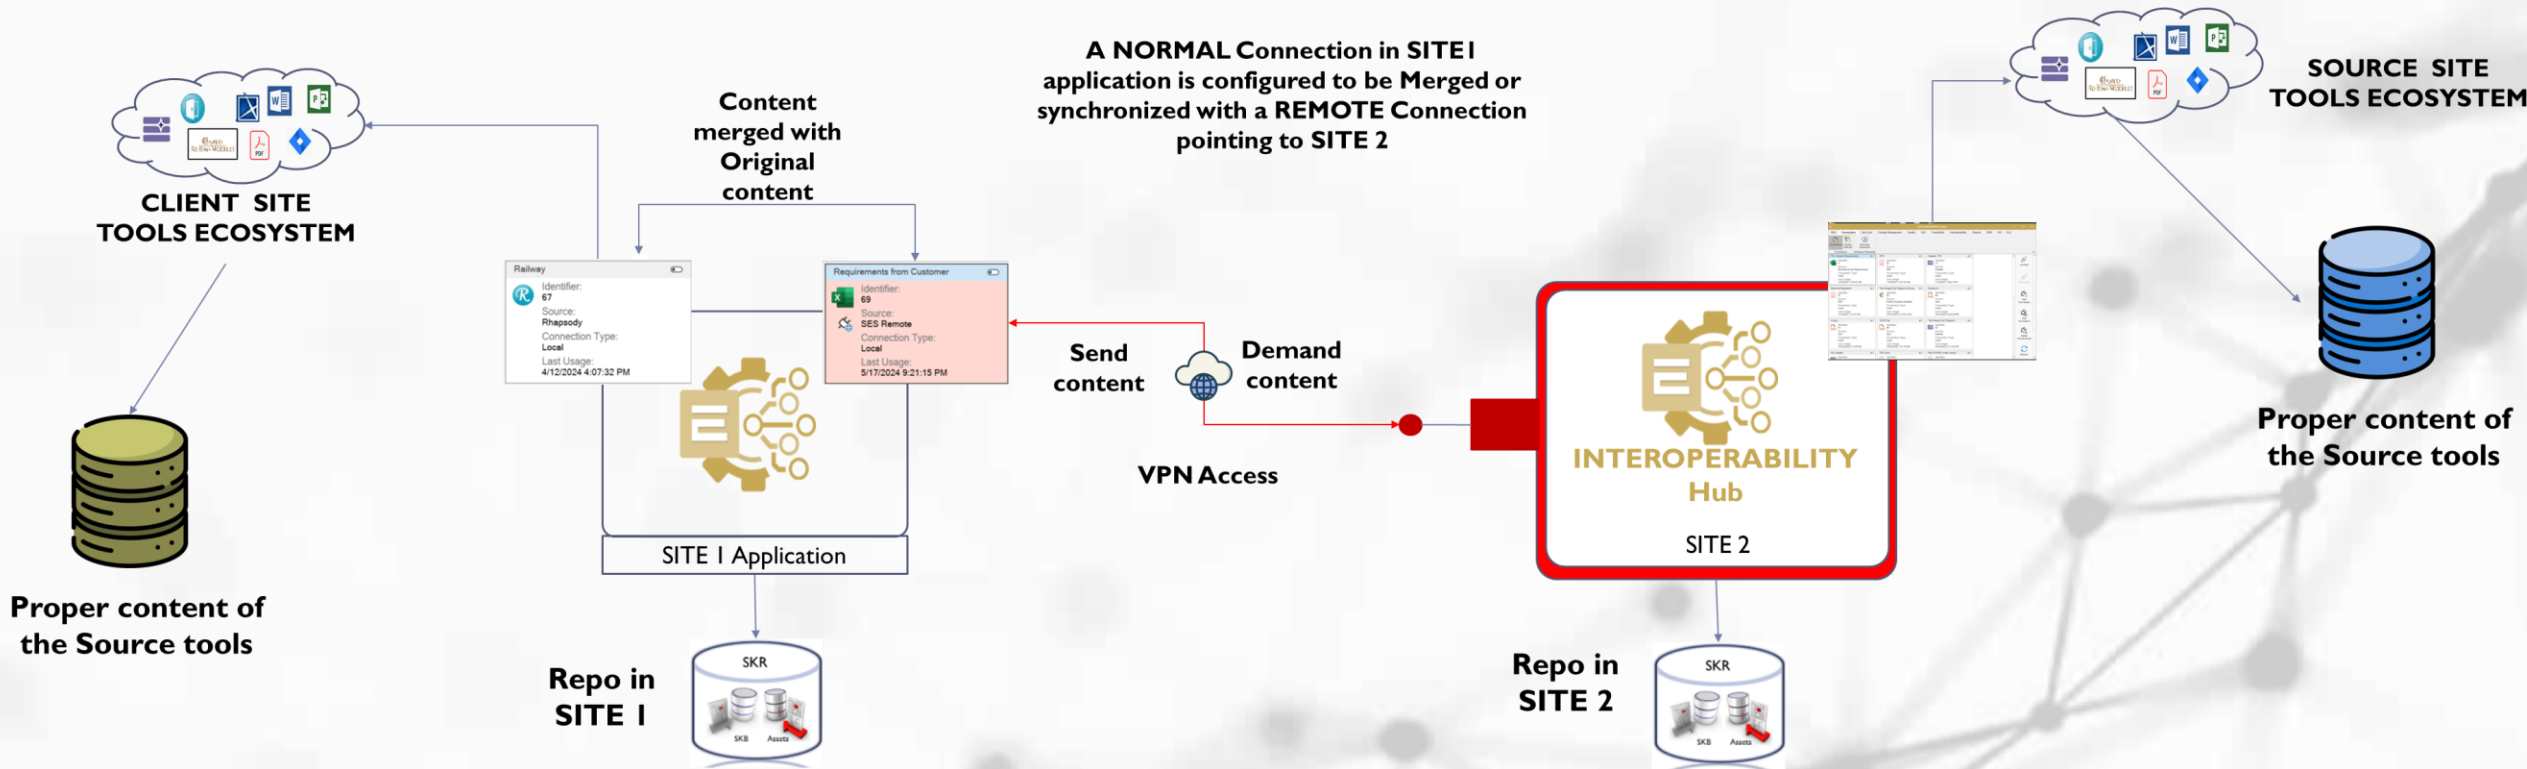 A NORMAL Connection in SITE1
application is configured to be Merged or
synchronized with a REMOTE Connection
pointing to SITE 2
SOURCE SITE
TOOLS ECOSYSTEM
Content
merged with
Original
content
PDF
PDF
CLIENT SITE
TOOLS ECOSYSTEM
Railway
Identifier:
67
Source:
Rhapsody
Connection Type:
Local
Last Usage:
4/12/2024 4:07:32 PM
Requirements from Customer
Identifier:
69
Source:
SES Remote
Connection Type:
Local
Last Usage:
5/17/2024 9:21:15 PM
Send
content
Demand
content
VPN Access
INTEROPERABILITY
Hub
SITE 2
Proper content of
the Source tools
SITE 1 Application
Proper content of
the Source tools
Repo in
SITE 1
SKR
SKB
Assets
Repo in
SITE 2
SKR
SKB
Assets